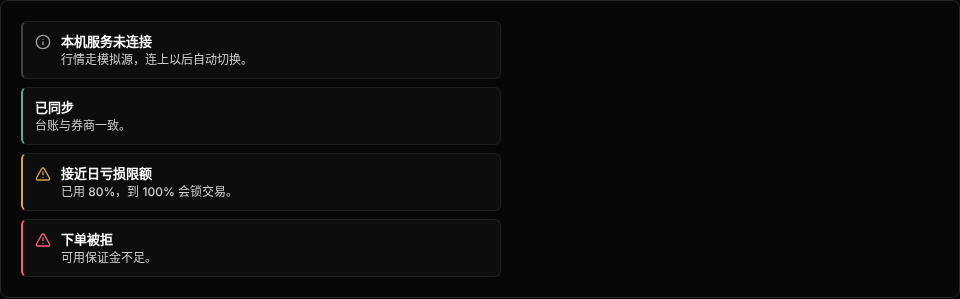 本机服务未连接
行情走模拟源，连上以后自动切换。
已同步
台账与券商一致。
接近日亏损限额
已用 80%，到 100% 会锁交易。
下单被拒
可用保证金不足。